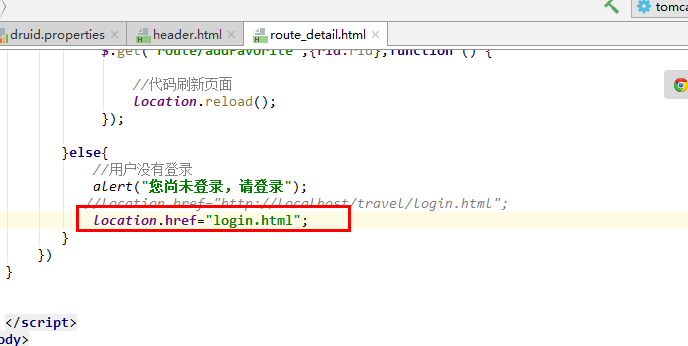 tomca
druid.properties × header.html × route_detail.html ×
$.get("route/addFavorite",{rid:rid},function () {
//代码刷新页面
location.reload();
});
}else{
//用户没有登录
alert("您尚未登录，请登录");
//location.href="http://localhost/travel/login.html";
location.href="login.html";
}
})
}
</script>
body>